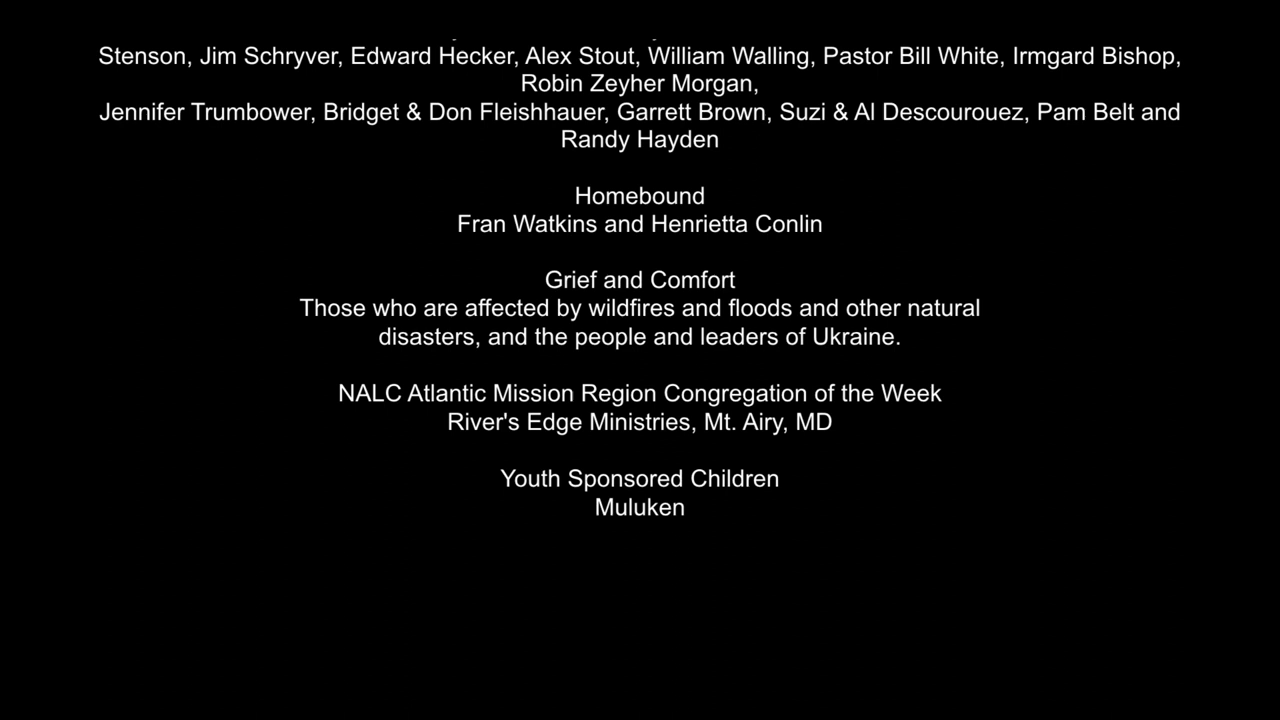 Stenson, Jim Schryver, Edward Hecker, Alex Stout, William Walling, Pastor Bill White, Irmgard Bishop,
Robin Zeyher Morgan,
Jennifer Trumbower, Bridget & Don Fleishhauer, Garrett Brown, Suzi & Al Descourouez, Pam Belt and
Randy Hayden
Homebound
Fran Watkins and Henrietta Conlin
Grief and Comfort
Those who are affected by wildfires and floods and other natural
disasters, and the people and leaders of Ukraine.
NALC Atlantic Mission Region Congregation of the Week
River's Edge Ministries, Mt. Airy, MD
Youth Sponsored Children
Muluken